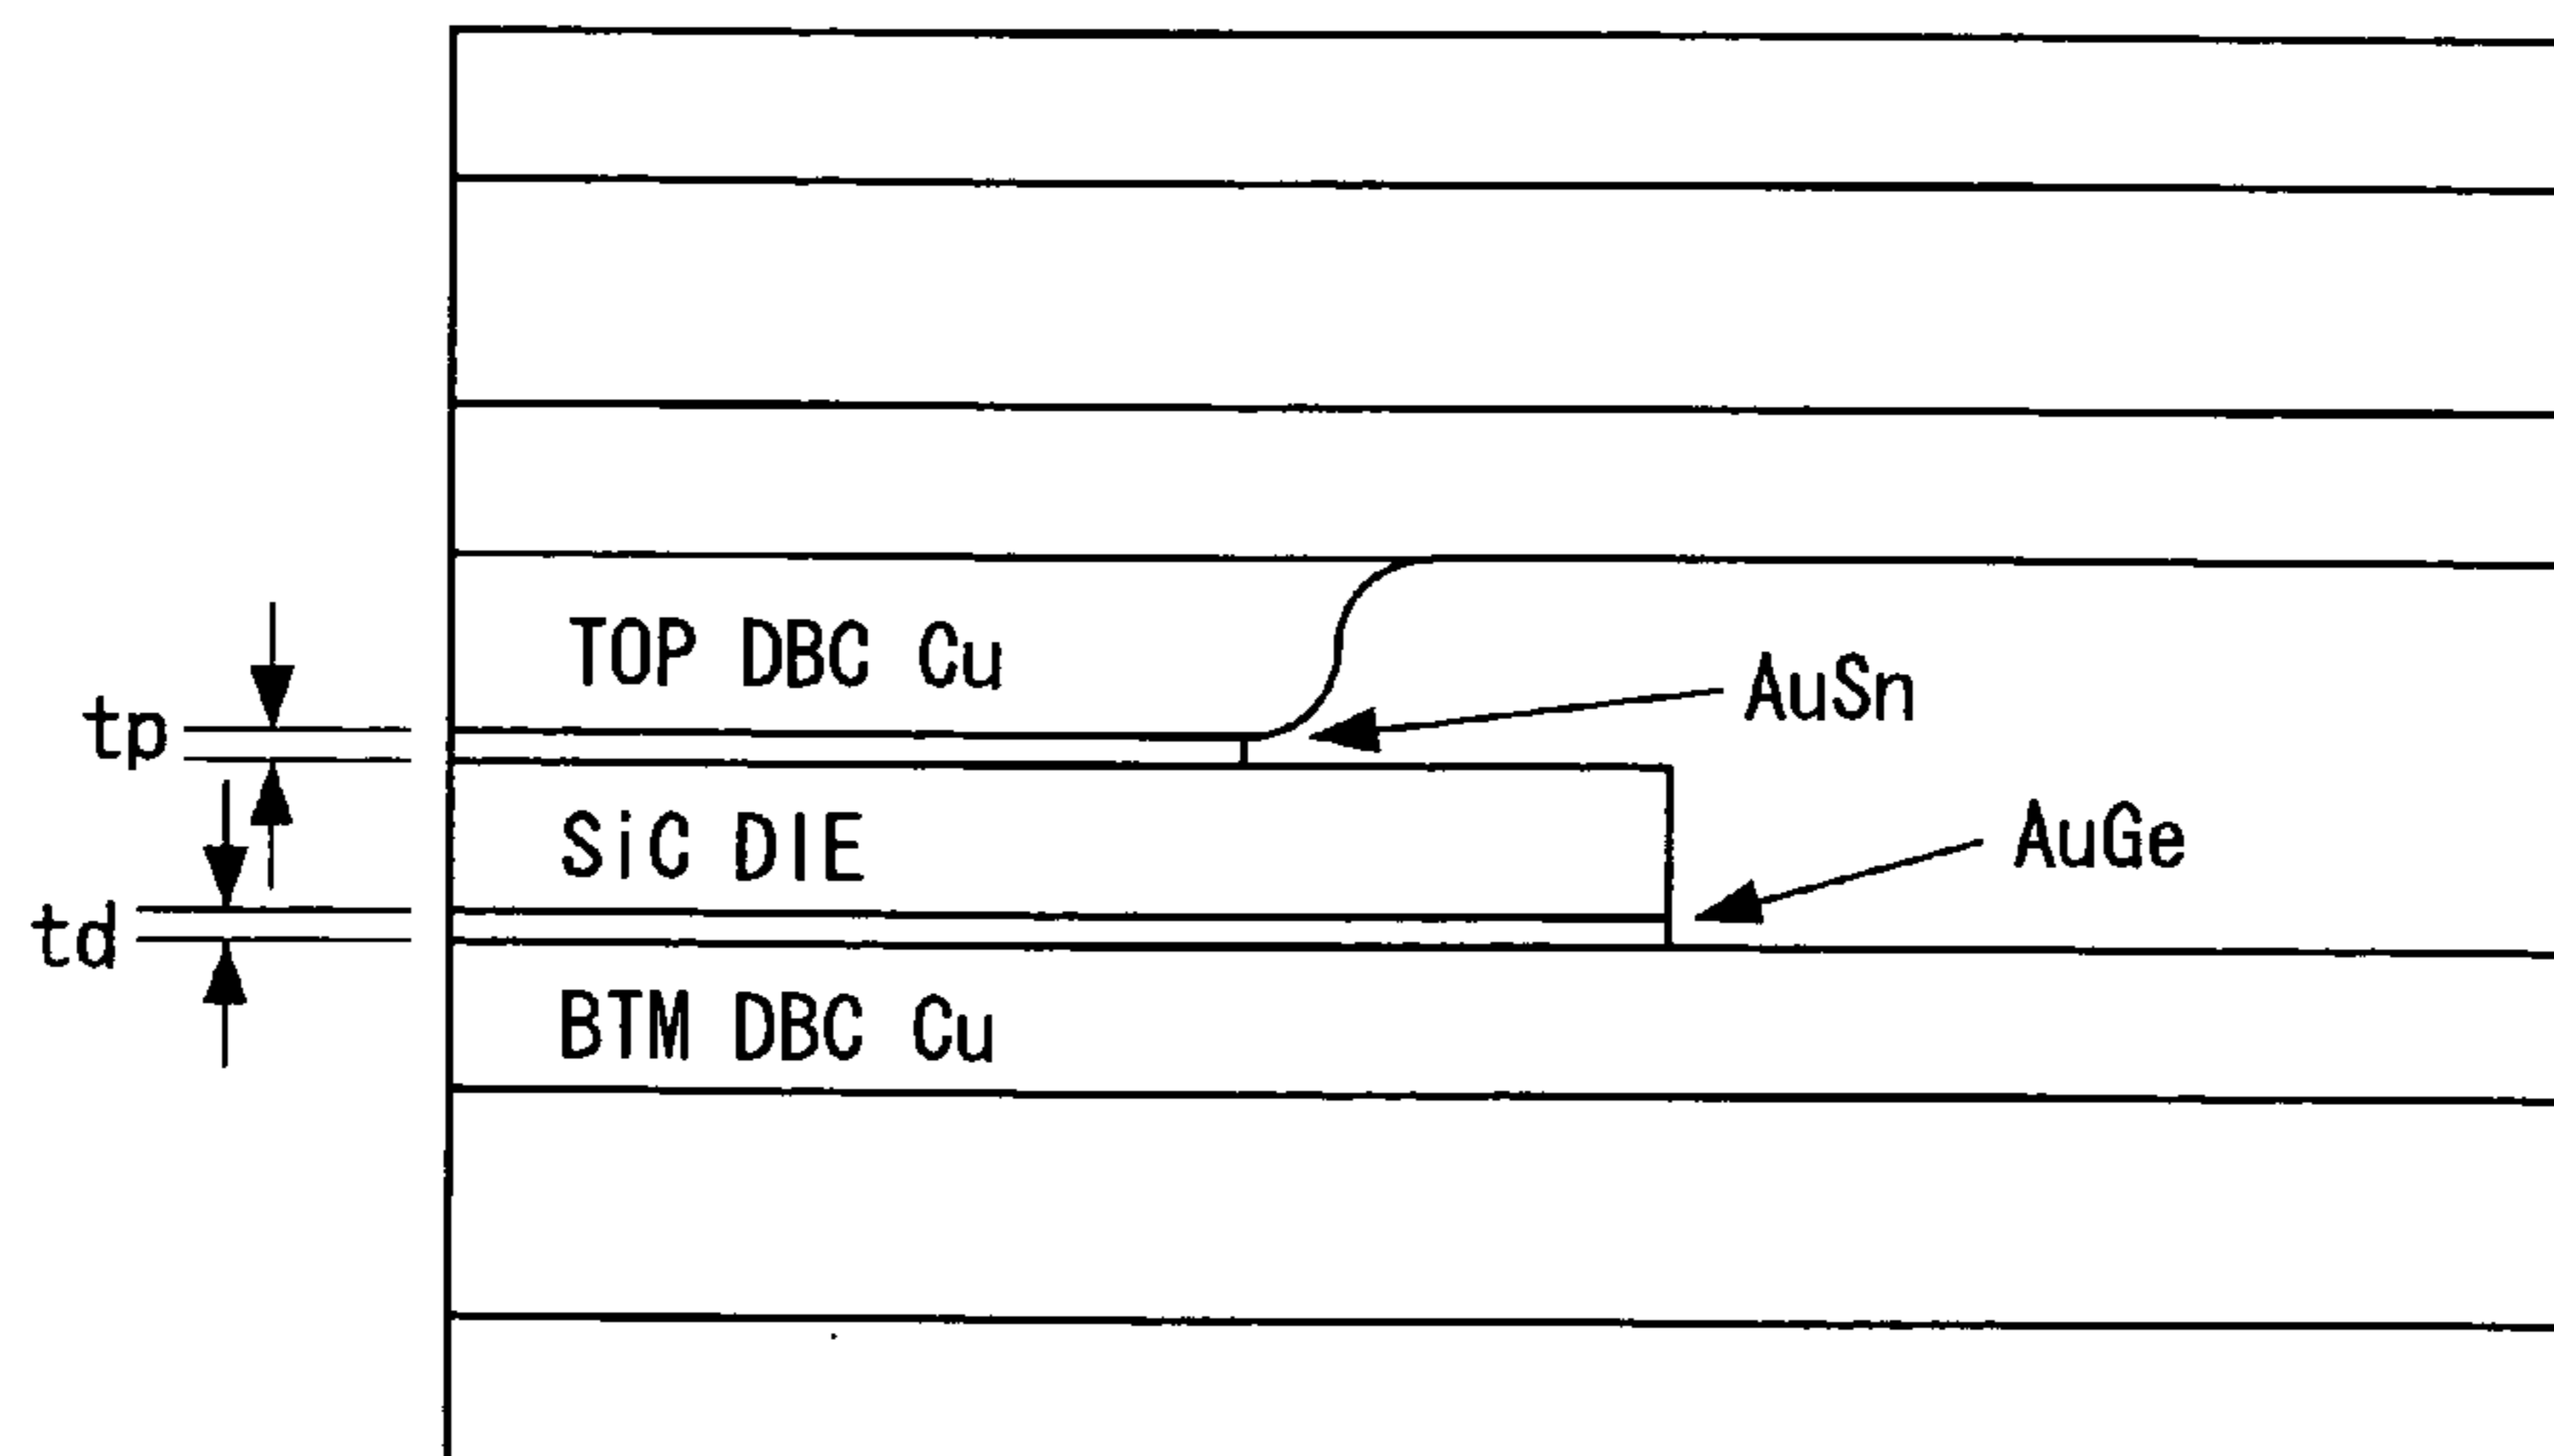 TOP DBC Cu
AuSn
tp
SiC DIE
AuGe
td
BTM DBC Cu